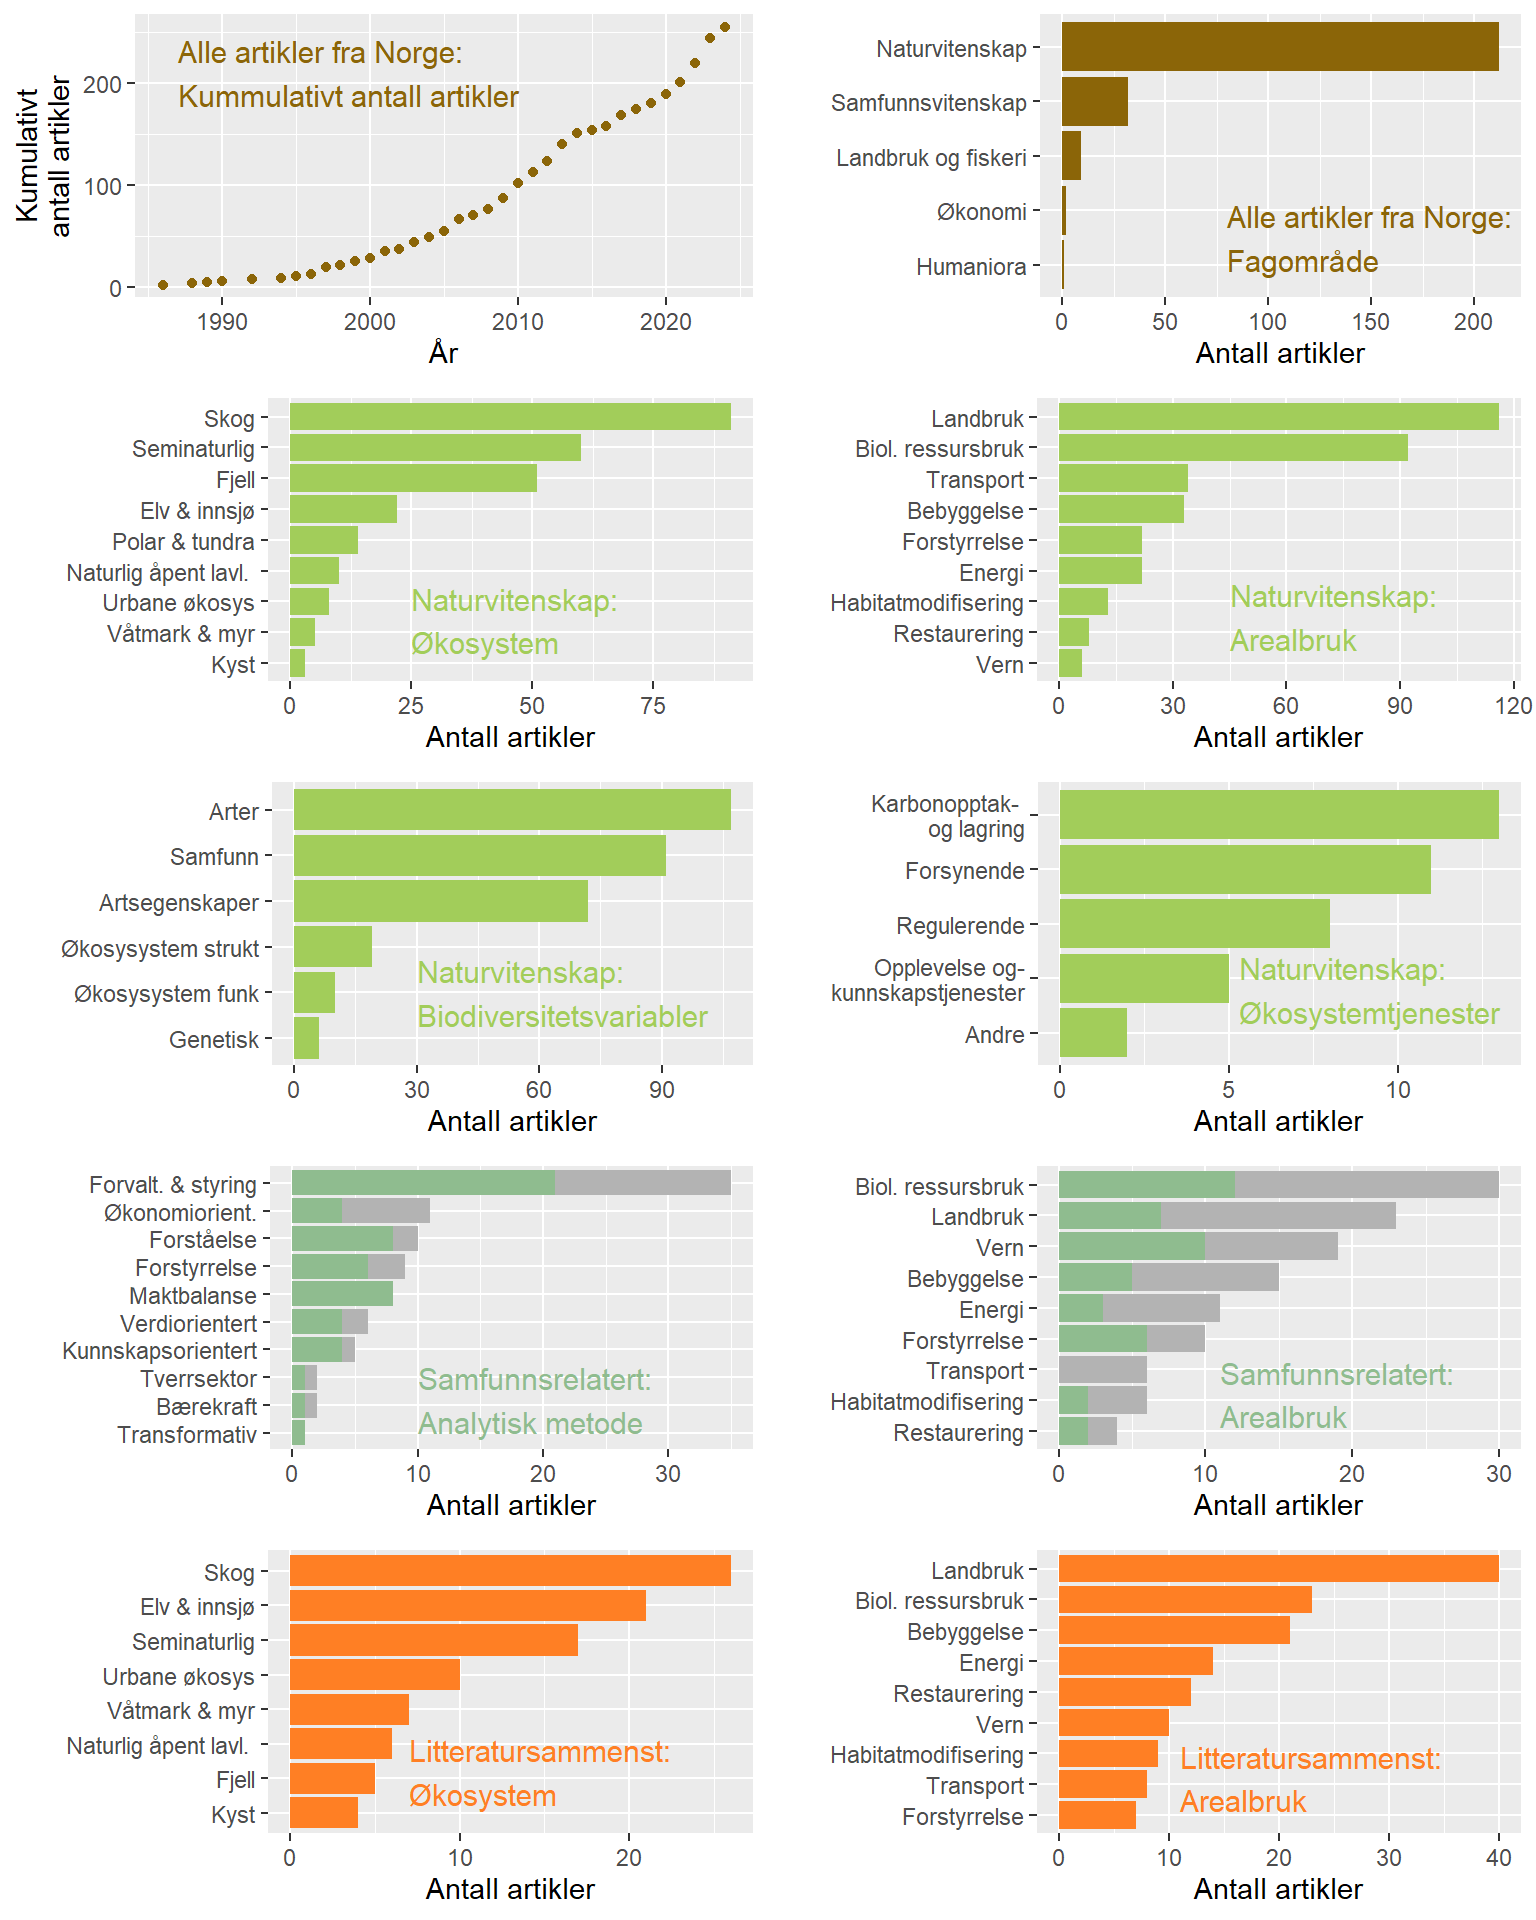 Alle artikler fra Norge:
Kummulativt antall artikler
Kumulativt
antall artikler
200
100
0
1990
2000
2010
2020
År
Naturvitenskap
Samfunnsvitenskap
Landbruk og fiskeri
Økonomi
Humaniora
Alle artikler fra Norge:
Fagområde
0
50
100
150
200
Antall artikler
Skog
Seminaturlig
Fjell
Elv & innsjø
Polar & tundra
Naturlig åpent lavl.
Urbane økosys
Våtmark & myr
Kyst
Naturvitenskap:
Økosystem
0
25
50
75
Antall artikler
Landbruk
Biol. ressursbruk
Transport
Bebyggelse
Forstyrrelse
Energi
Habitatmodifisering
Restaurering
Vern
Naturvitenskap:
Arealbruk
0
30
60
90
120
Antall artikler
Arter
Samfunn
Artsegenskaper
Økosysystem strukt
Økosysystem funk
Genetisk
Naturvitenskap:
Biodiversitetsvariabler
0
30
60
90
Antall artikler
Karbonopptak-
og lagring
Forsynende
Regulerende
Opplevelse og-
kunnskapstjenester
Andre
Naturvitenskap:
Økosystemtjenester
0
5
10
Antall artikler
Forvalt. & styring
Økonomiorient.
Forståelse
Forstyrrelse
Maktbalanse
Verdiorientert
Kunnskapsorientert
Tverrsektor
Bærekraft
Transformativ
Samfunnsrelatert:
Analytisk metode
0
10
20
30
Antall artikler
Biol. ressursbruk
Landbruk
Vern
Bebyggelse
Energi
Forstyrrelse
Transport
Habitatmodifisering
Restaurering
Samfunnsrelatert:
Arealbruk
0
10
20
30
Antall artikler
Skog
Elv & innsjø
Seminaturlig
Urbane økosys
Våtmark & myr
Naturlig åpent lavl.
Fjell
Kyst
Litteratursammenst:
Økosystem
0
10
20
Antall artikler
Landbruk
Biol. ressursbruk
Bebyggelse
Energi
Restaurering
Vern
Habitatmodifisering
Transport
Forstyrrelse
Litteratursammenst:
Arealbruk
0
10
20
30
40
Antall artikler